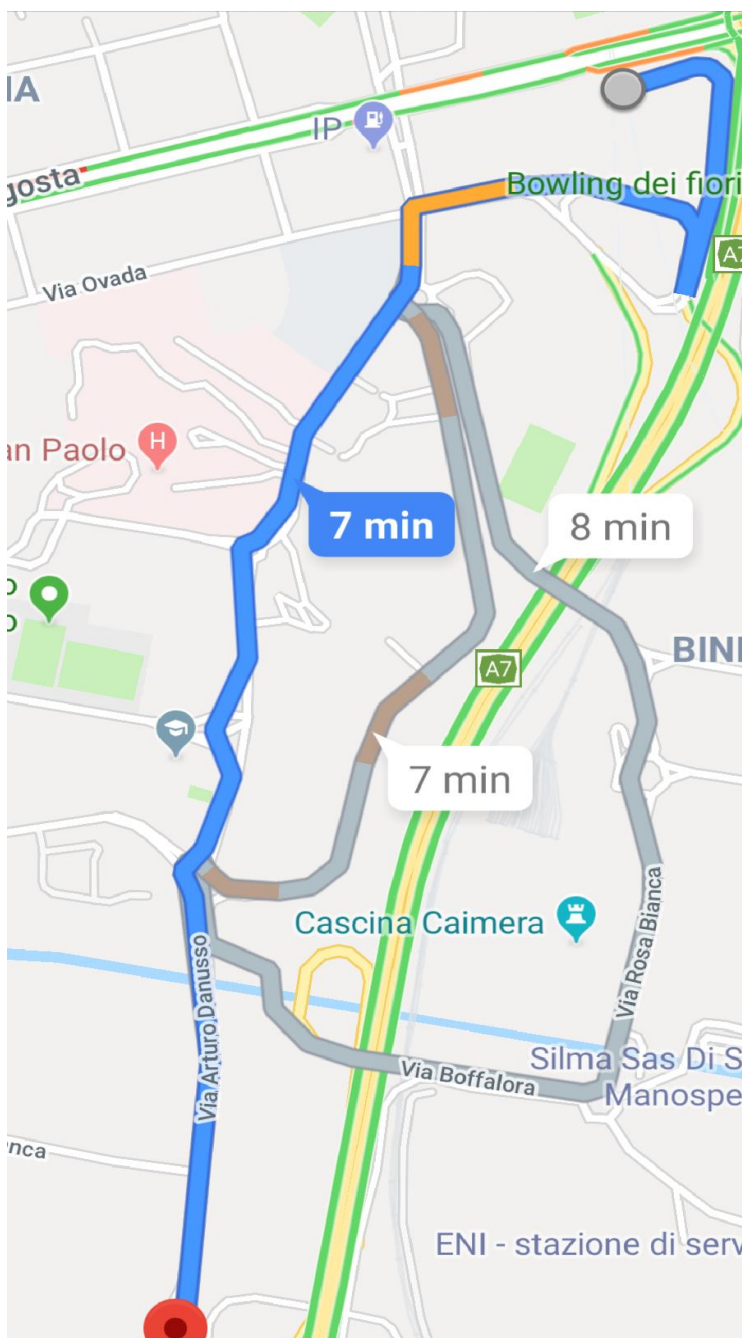 IA
IP
gosta
Bowling dei fiori
Via Ovada
A7
an Paolo
H
7 min
8 min
o
o
A7
BINI
7 min
Cascina Caimera
Via Rosa Bianca
Via Arturo Danusso
Silma Sas Di S
Manospe
Via Boffalora
nca
ENI - stazione di serv